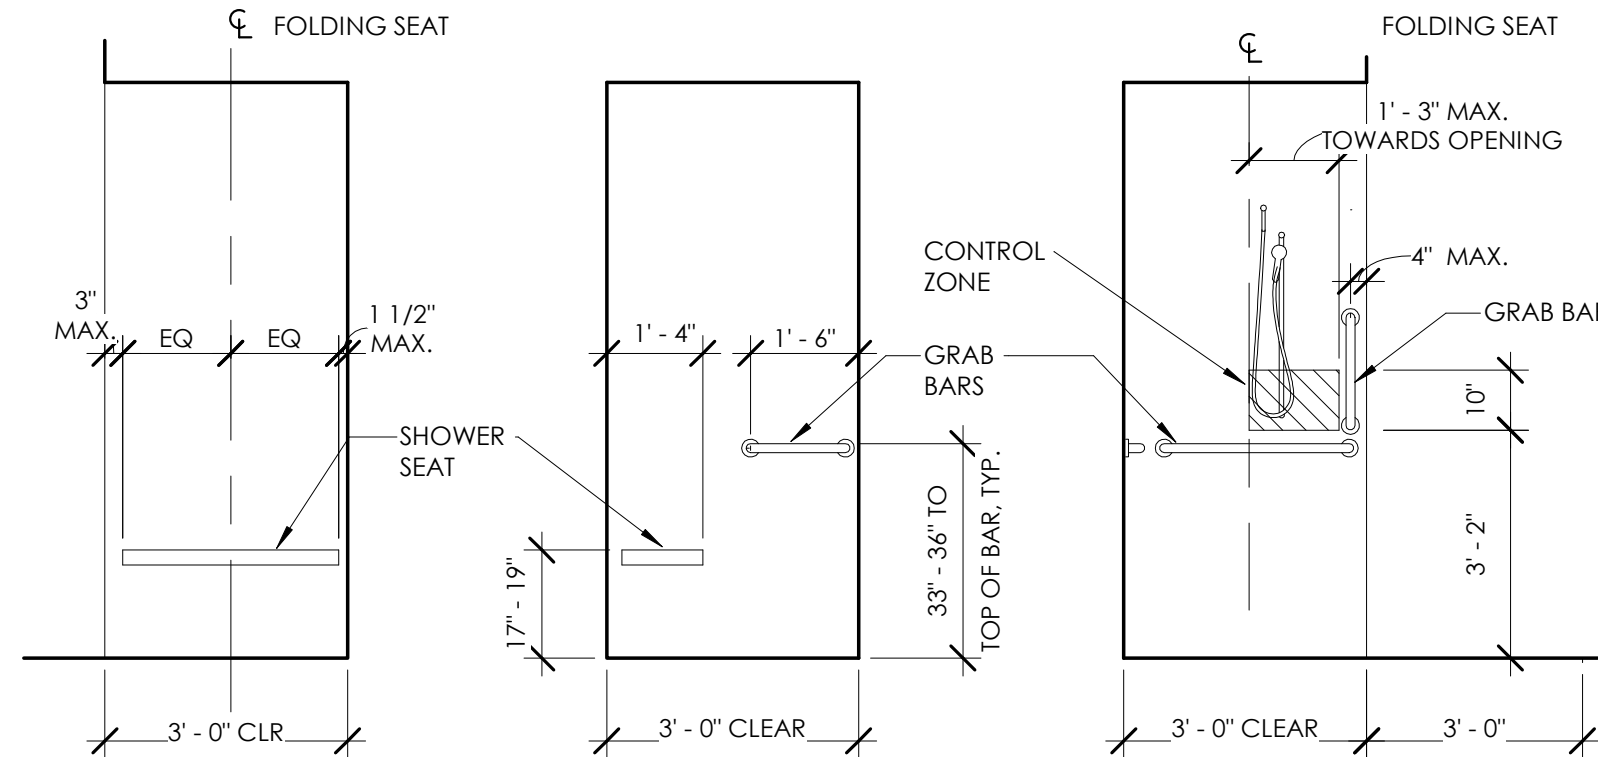 ℄ FOLDING SEAT
3"
MAX.
EQ
EQ
1 1/2"
MAX.
SHOWER
SEAT
3' - 0" CLR
1' - 4"
1' - 6"
GRAB
BARS
17" - 19"
33" - 36" TO
TOP OF BAR, TYP.
3' - 0" CLEAR
℄
FOLDING SEAT
1' - 3" MAX.
TOWARDS OPENING
CONTROL
ZONE
4" MAX.
GRAB BA
10"
3' - 2"
3' - 0" CLEAR
3' - 0"